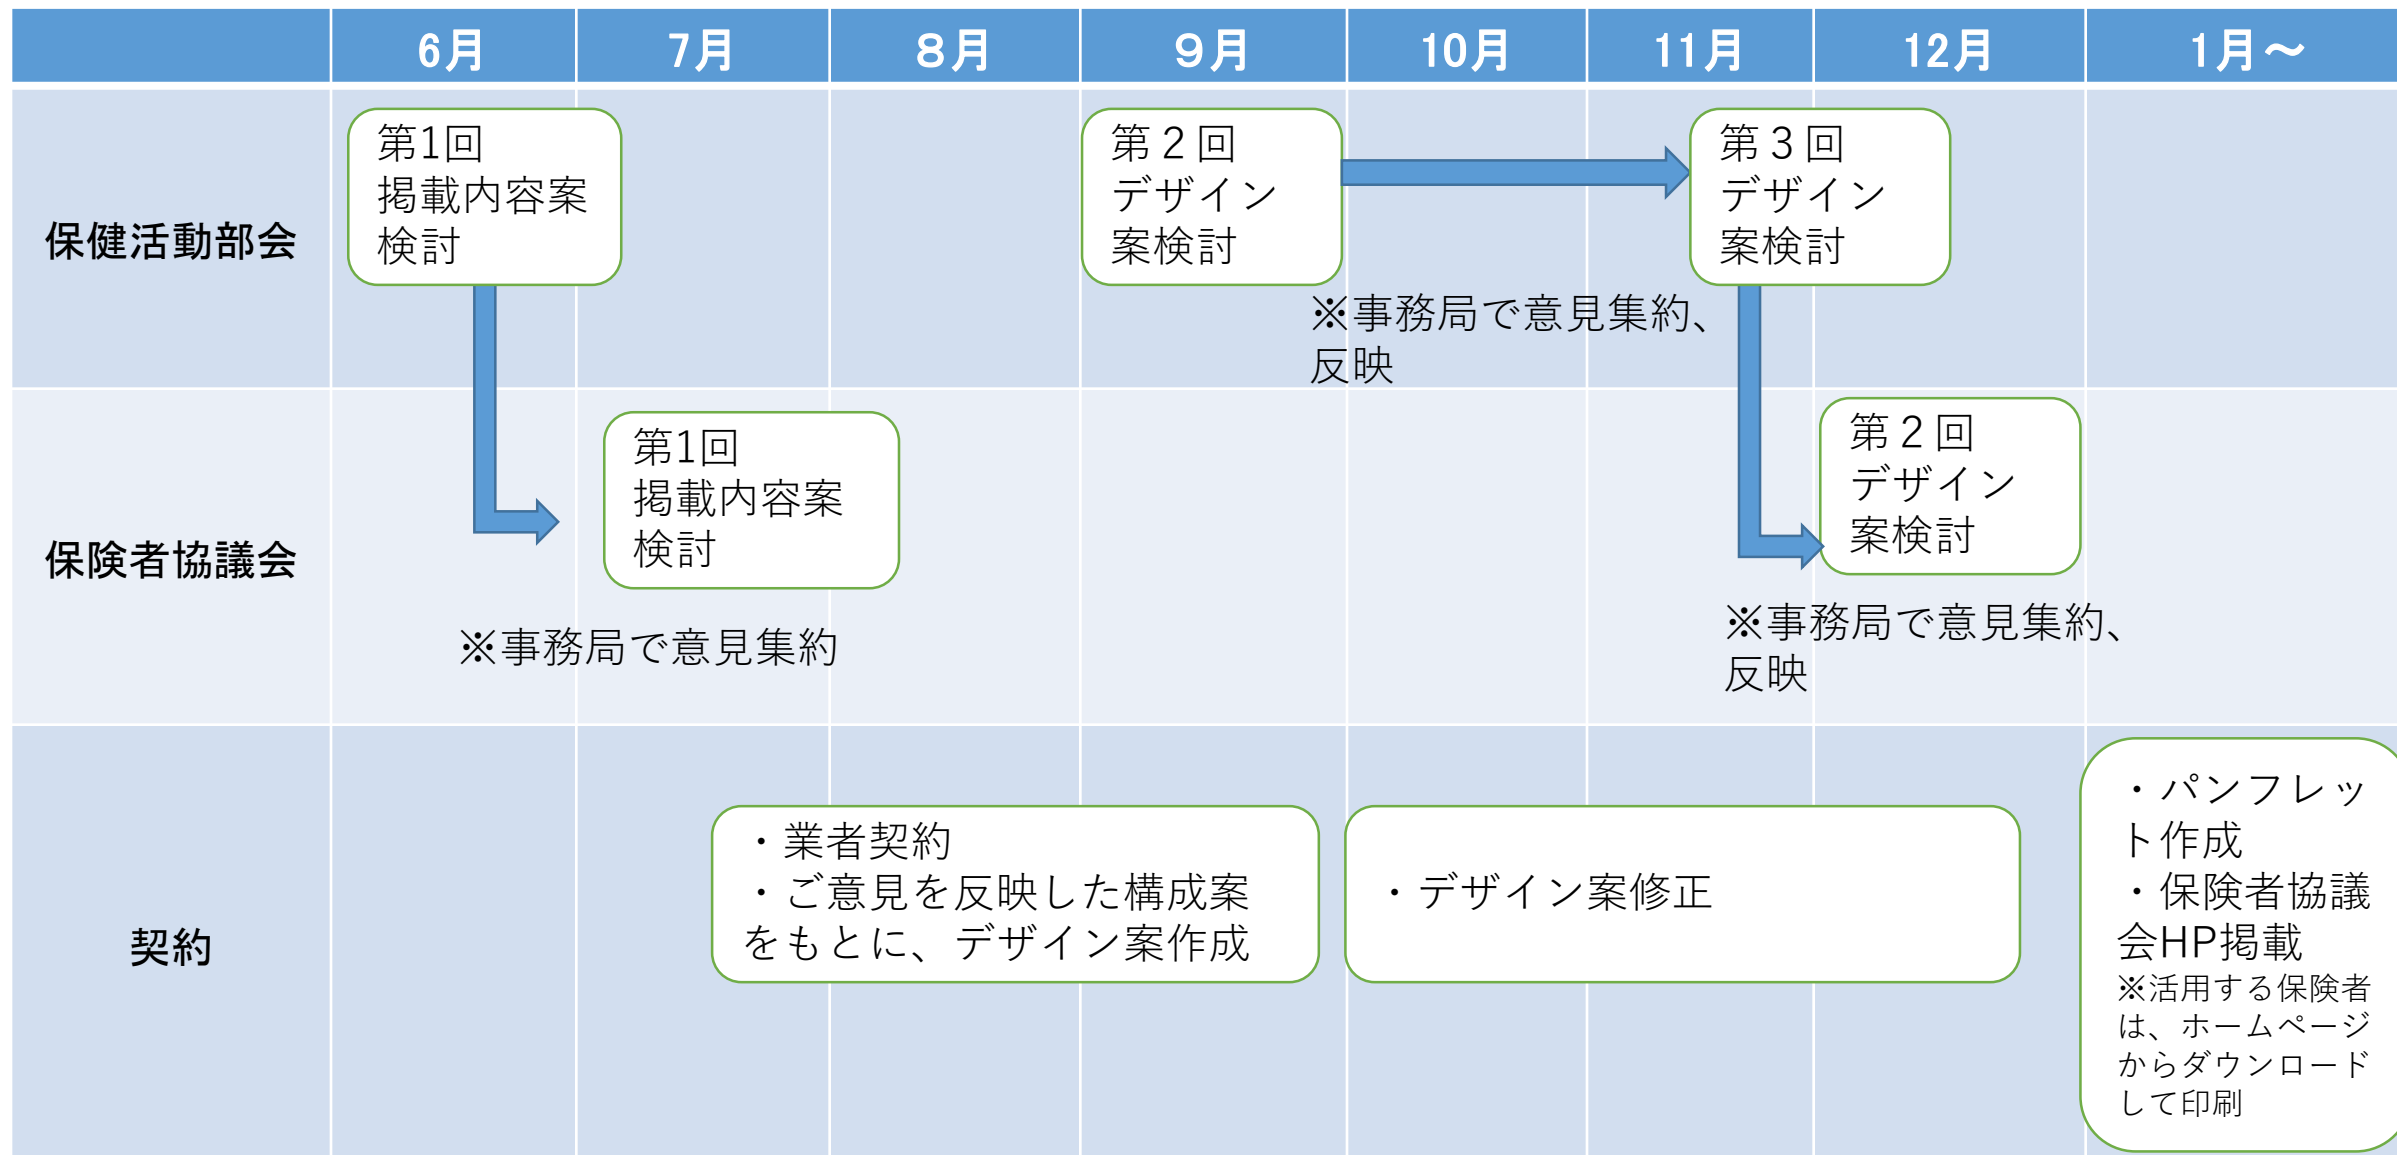 6月 7月 8月 9月 10月 11月 12月 1月～
保健活動部会
第1回
掲載内容案
検討
第２回
デザイン
案検討
第３回
デザイン
案検討
※事務局で意見集約、
反映
保険者協議会
第1回
掲載内容案
検討
※事務局で意見集約
第２回
デザイン
案検討
※事務局で意見集約、
反映
契約
・業者契約
・ご意見を反映した構成案
をもとに、デザイン案作成
・デザイン案修正
・パンフレッ
ト作成
・保険者協議
会HP掲載
※活用する保険者
は、ホームページ
からダウンロード
して印刷